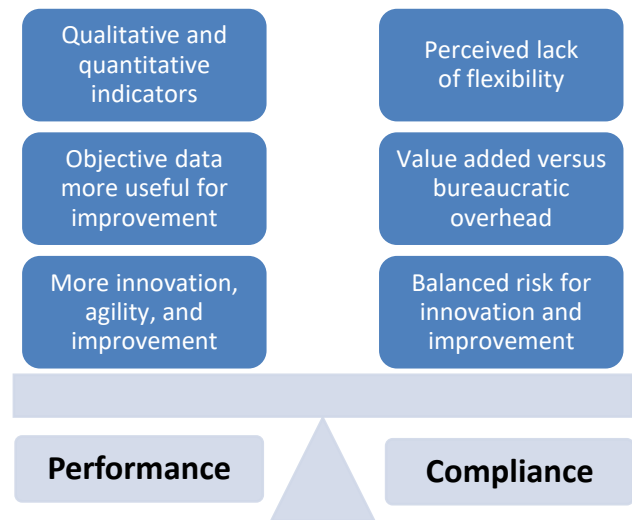 Qualitative and
quantitative
indicators
Objective data
more useful for
improvement
More innovation,
agility, and
improvement
Perceived lack
of flexibility
Value added versus
bureaucratic
overhead
Balanced risk for
innovation and
improvement
Performance
Compliance